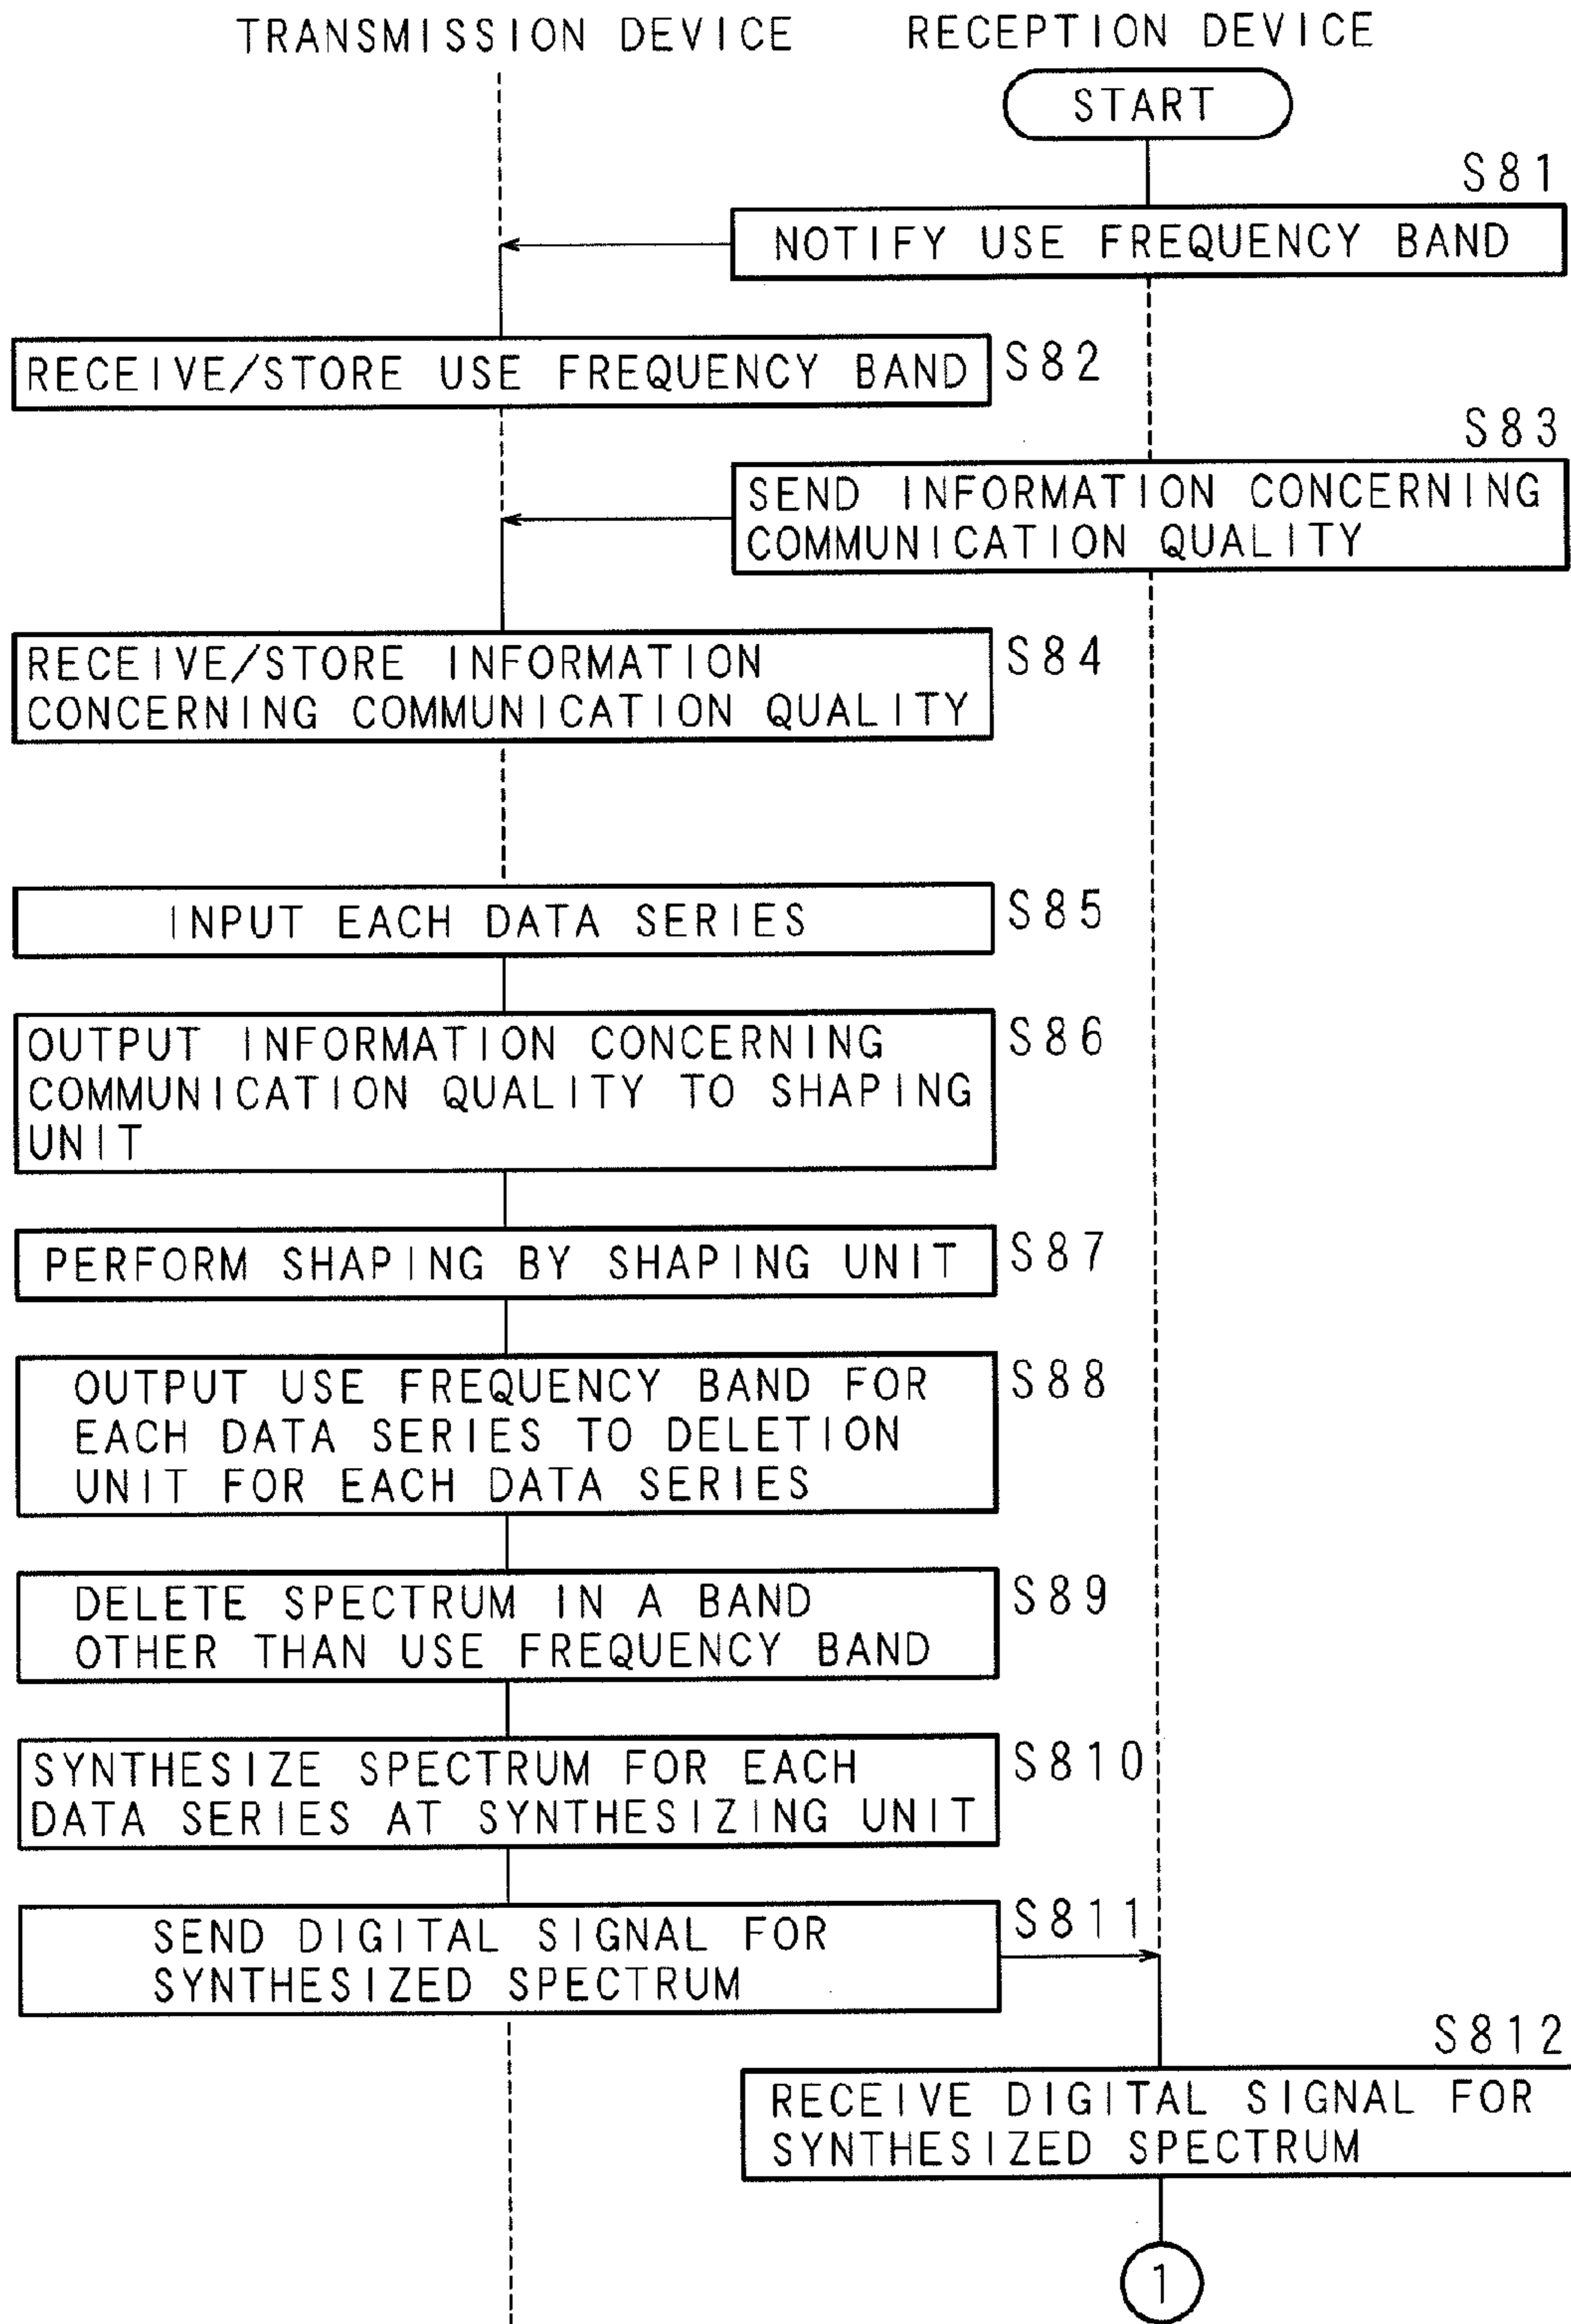 TRANSMISSION DEVICE
RECEPTION DEVICE
START
S81
NOTIFY USE FREQUENCY BAND
RECEIVE/STORE USE FREQUENCY BAND
S82
S83
SEND INFORMATION CONCERNING
COMMUNICATION QUALITY
RECEIVE/STORE INFORMATION
CONCERNING COMMUNICATION QUALITY
S84
INPUT EACH DATA SERIES
S85
OUTPUT INFORMATION CONCERNING
COMMUNICATION QUALITY TO SHAPING
UNIT
S86
PERFORM SHAPING BY SHAPING UNIT
S87
OUTPUT USE FREQUENCY BAND FOR
EACH DATA SERIES TO DELETION
UNIT FOR EACH DATA SERIES
S88
DELETE SPECTRUM IN A BAND
OTHER THAN USE FREQUENCY BAND
S89
SYNTHESIZE SPECTRUM FOR EACH
DATA SERIES AT SYNTHESIZING UNIT
S810
SEND DIGITAL SIGNAL FOR
SYNTHESIZED SPECTRUM
S811
S812
RECEIVE DIGITAL SIGNAL FOR
SYNTHESIZED SPECTRUM
1